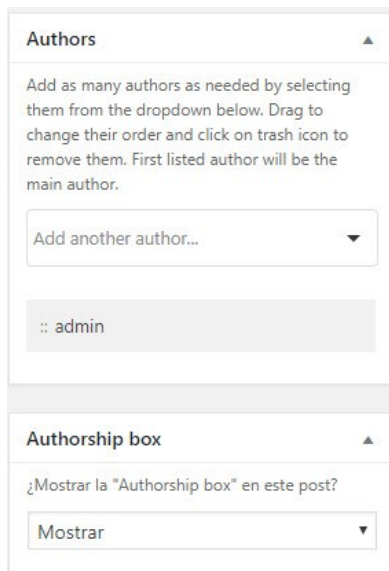 Authors
Add as many authors as needed by selecting
them from the dropdown below. Drag to
change their order and click on trash icon to
remove them. First listed author will be the
main author.
Add another author...
:: admin
Authorship box
¿Mostrar la "Authorship box" en este post?
Mostrar